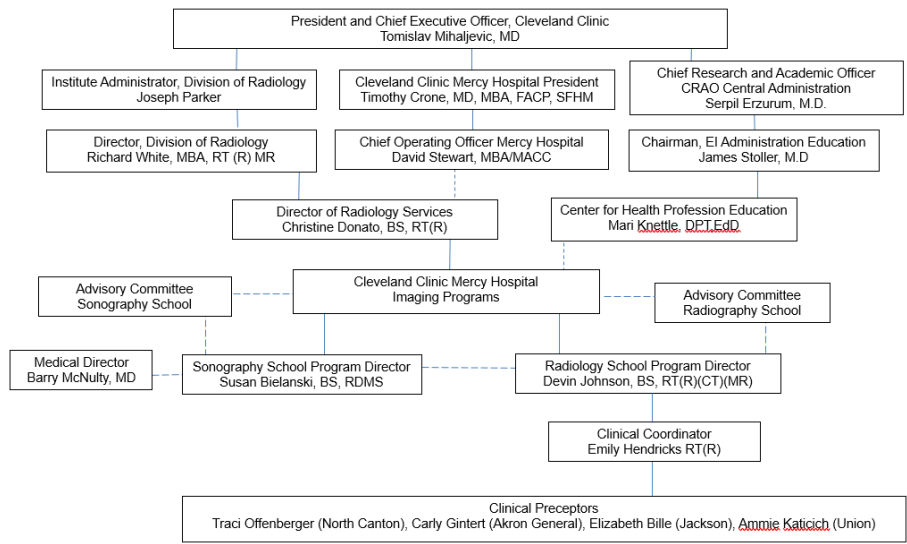 President and Chief Executive Officer, Cleveland Clinic
Tomislav Mihaljevic, MD
Institute Administrator, Division of Radiology
Joseph Parker
Cleveland Clinic Mercy Hospital President
Timothy Crone, MD, MBA, FACP, SFHM
Chief Research and Academic Officer
CRAO Central Administration
Serpil Erzurum, M.D.
Director, Division of Radiology
Richard White, MBA, RT (R) MR
Chief Operating Officer Mercy Hospital
David Stewart, MBA/MACC
Chairman, EI Administration Education
James Stoller, M.D
Director of Radiology Services
Christine Donato, BS, RT(R)
Center for Health Profession Education
Mari Knettle, DPT,EdD
Cleveland Clinic Mercy Hospital
Imaging Programs
Advisory Committee
Sonography School
Advisory Committee
Radiography School
Medical Director
Barry McNulty, MD
Sonography School Program Director
Susan Bielanski, BS, RDMS
Radiology School Program Director
Devin Johnson, BS, RT(R)(CT)(MR)
Clinical Coordinator
Emily Hendricks RT(R)
Clinical Preceptors
Traci Offenberger (North Canton), Carly Gintert (Akron General), Elizabeth Bille (Jackson), Ammie Katicich (Union)